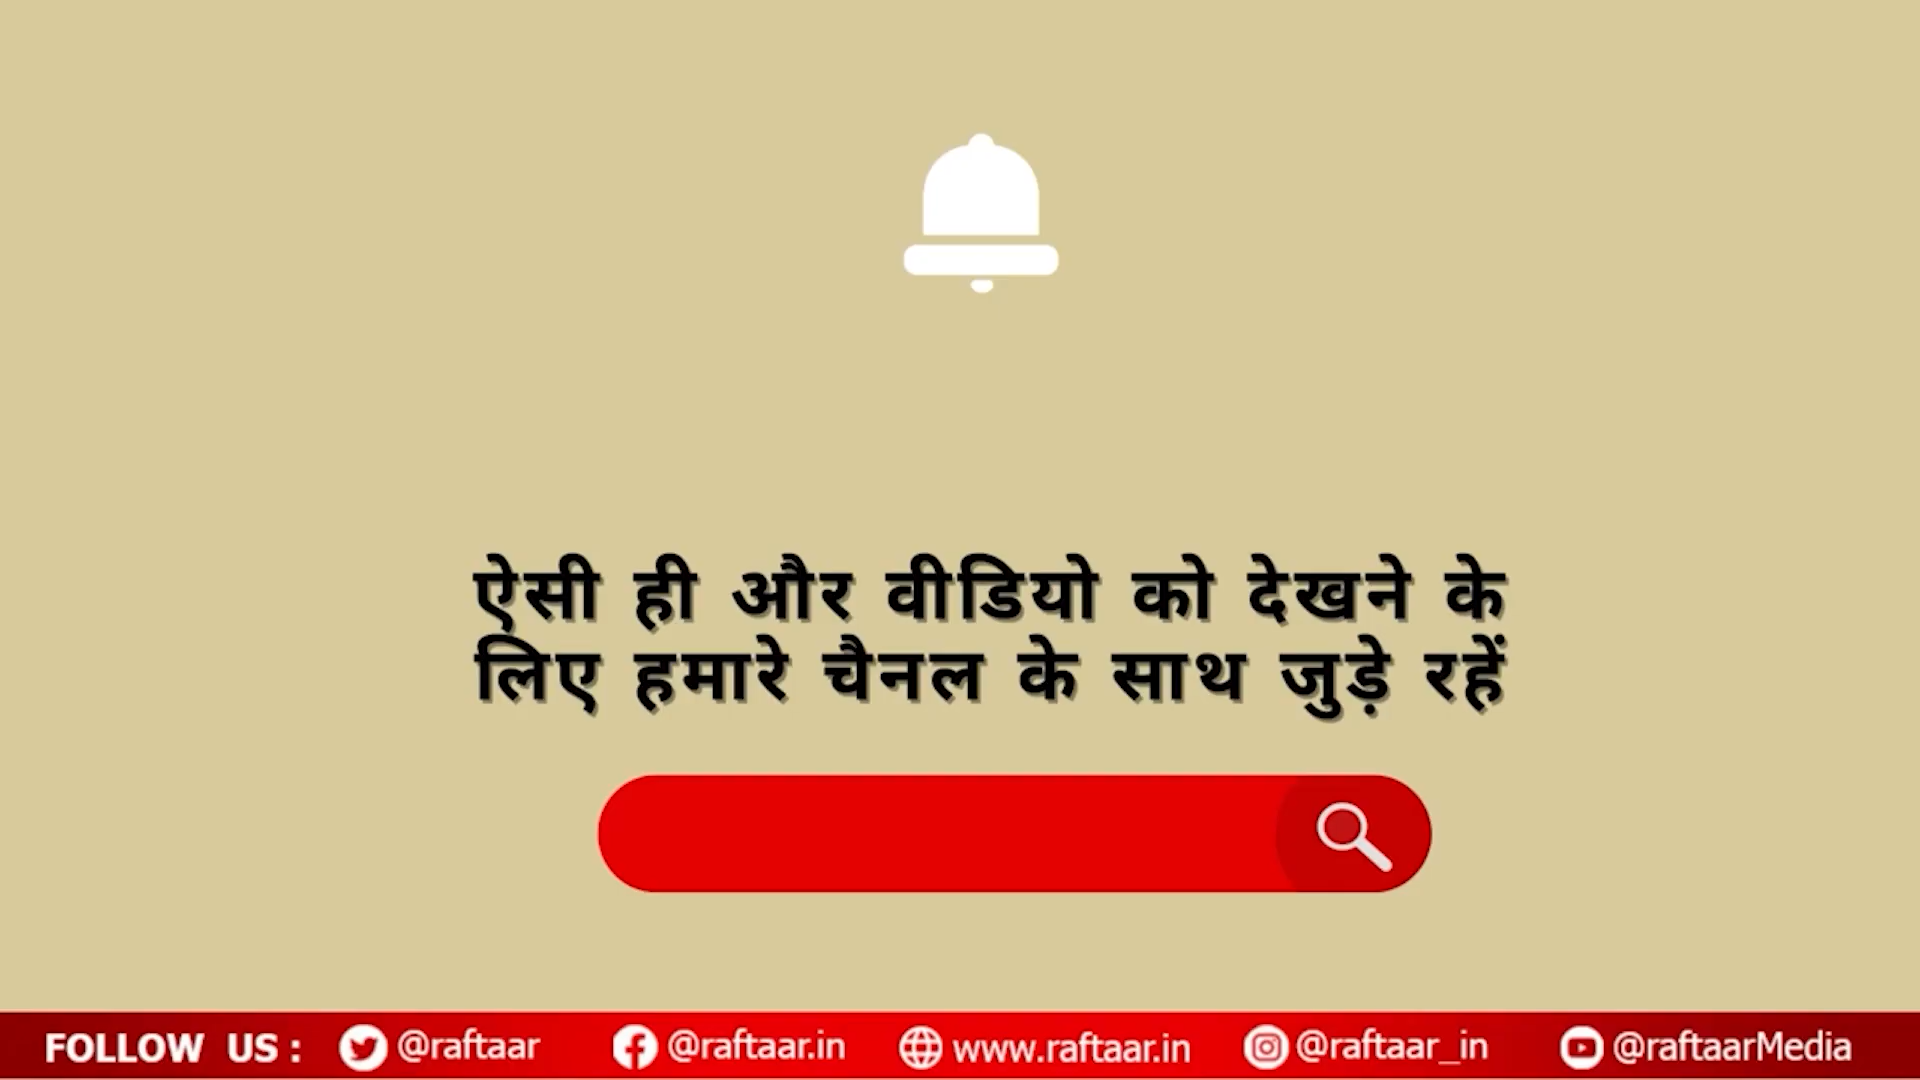 ऐसी ही और वीडियो को देखने के
लिए हमारे चैनल के साथ जुड़े रहें
FOLLOW US : @raftaar @raftaar.in www.raftaar.in @raftaar_in @raftaarMedia